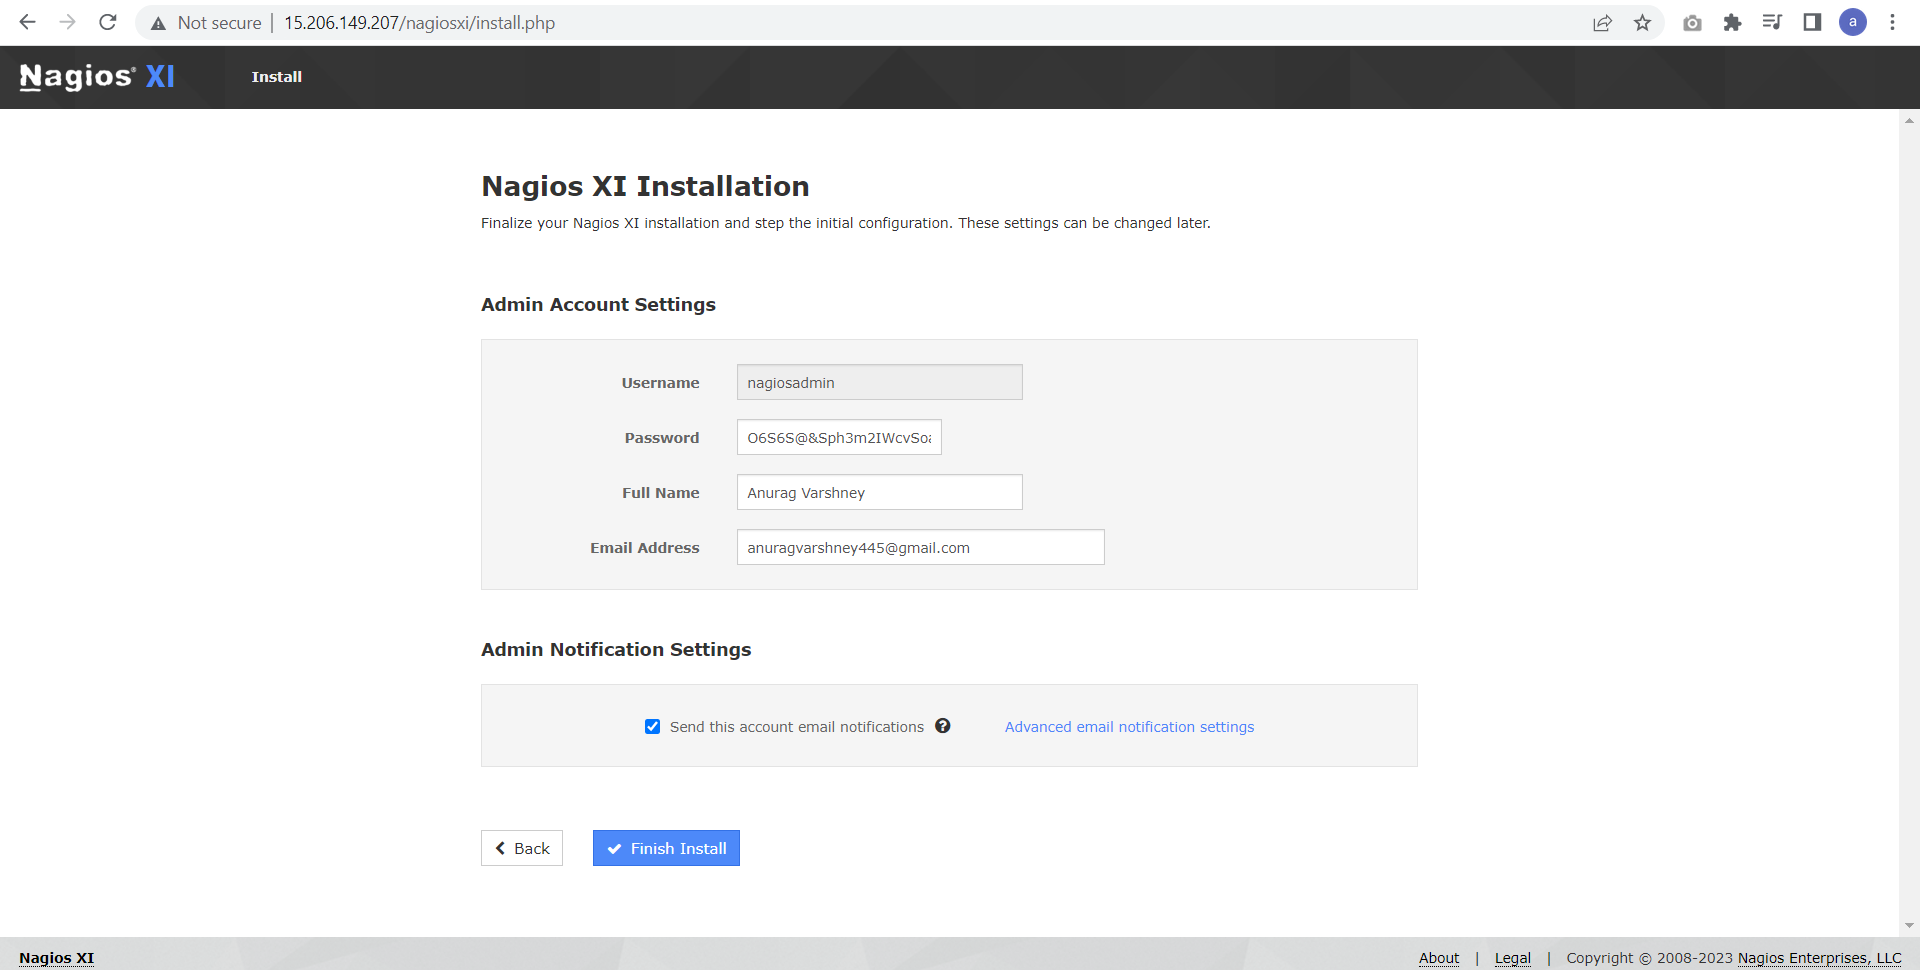 Not secure | 15.206.149.207/nagiosxi/install.php
a
Nagios® XI
Install
Nagios XI Installation
Finalize your Nagios XI installation and step the initial configuration. These settings can be changed later.
Admin Account Settings
Username nagiosadmin
Password O6S6S@&Sph3m2IWcvSoa
Full Name Anurag Varshney
Email Address anuragvarshney445@gmail.com
Admin Notification Settings
Send this account email notifications ? Advanced email notification settings
Back Finish Install
Nagios XI About | Legal | Copyright © 2008-2023 Nagios Enterprises, LLC